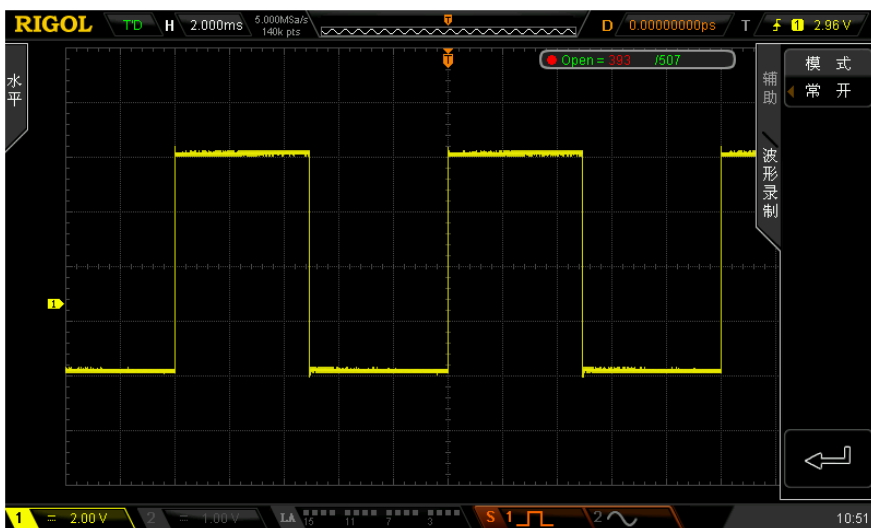 RIGOL T'D H 2.000ms 5.000MSa/s 140k pts T D 0.00000000ps T 1 2.96 V
水平
T
Open = 393 /507
辅助
模 式
常 开
波形录制
1
1 = 2.00 V 2 = 1.00 V LA 15 11 7 3 S 1 2 10:51